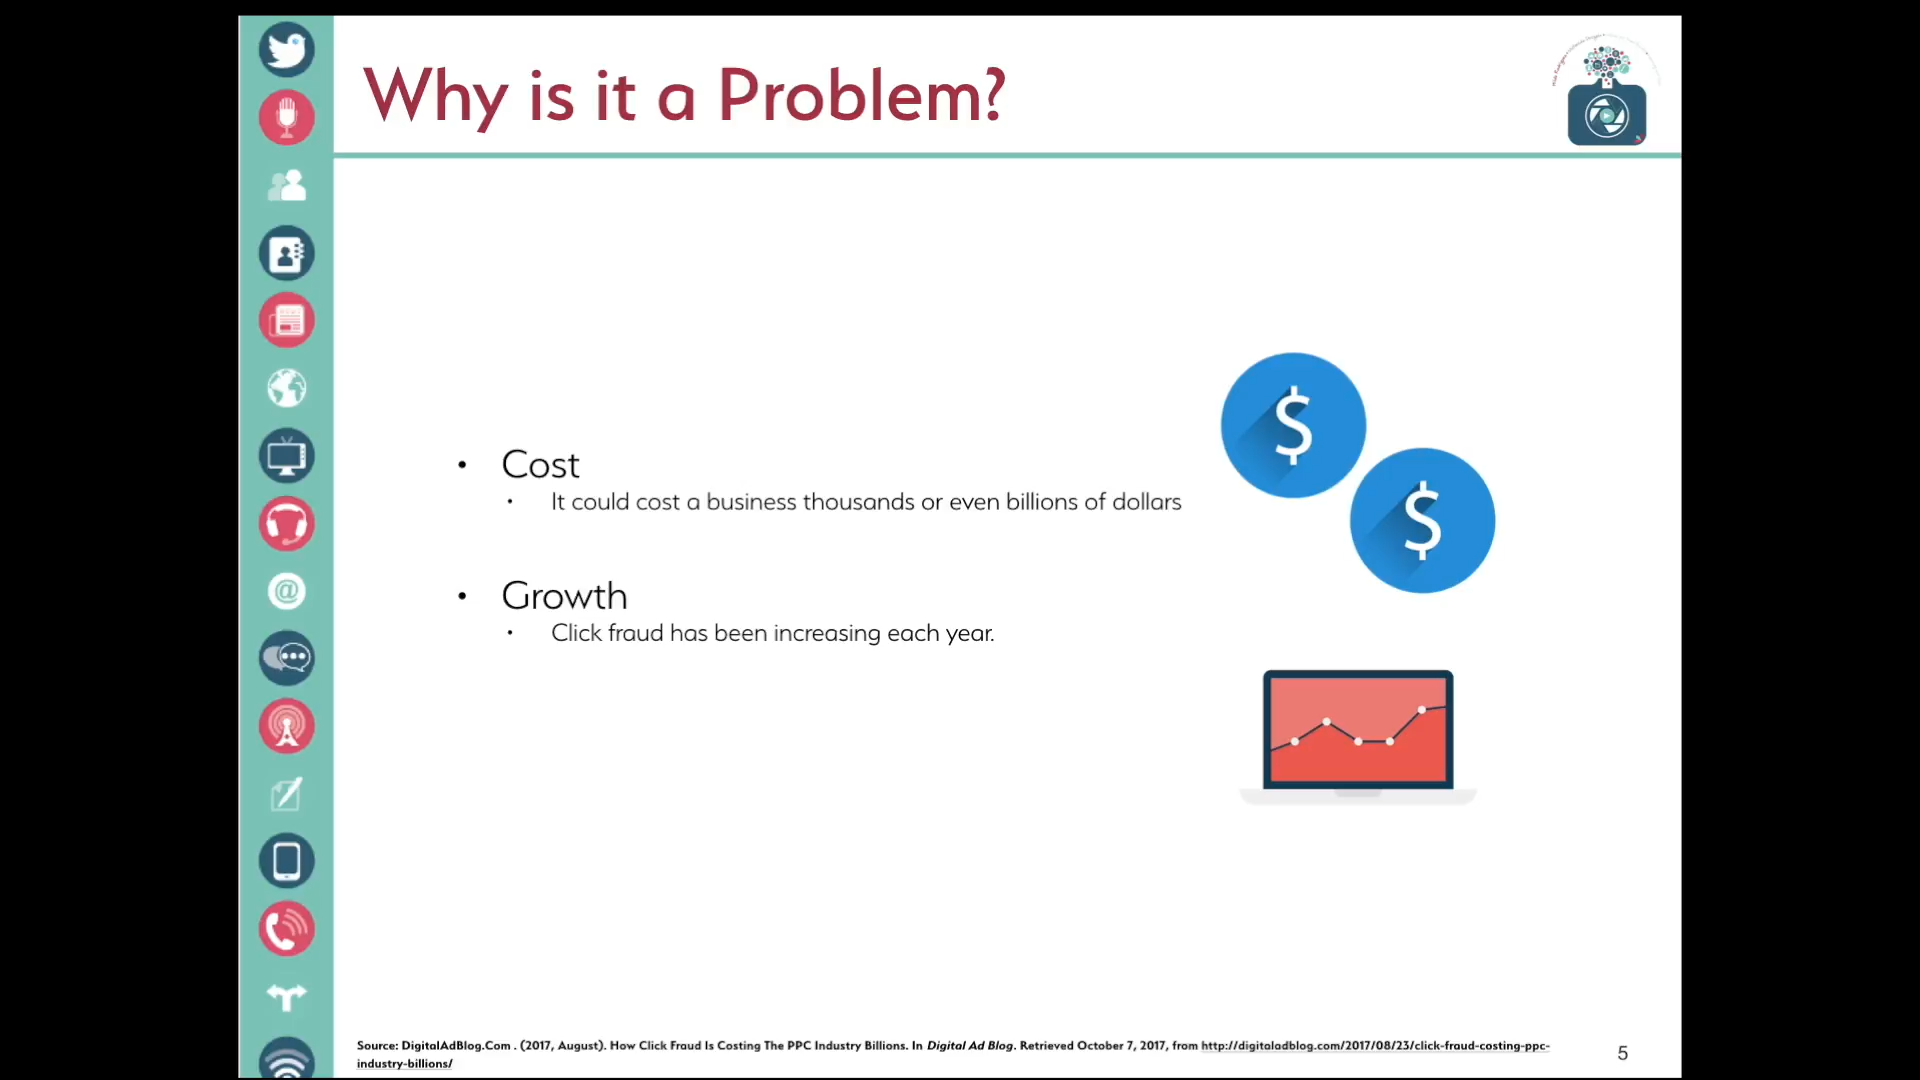 Why is it a Problem?
• Cost
• It could cost a business thousands or even billions of dollars
• Growth
• Click fraud has been increasing each year.
$
$
@
Source: DigitalAdBlog.Com . (2017, August). How Click Fraud Is Costing The PPC Industry Billions. In Digital Ad Blog. Retrieved October 7, 2017, from http://digitaladblog.com/2017/08/23/click-fraud-costing-ppc-
industry-billions/
5